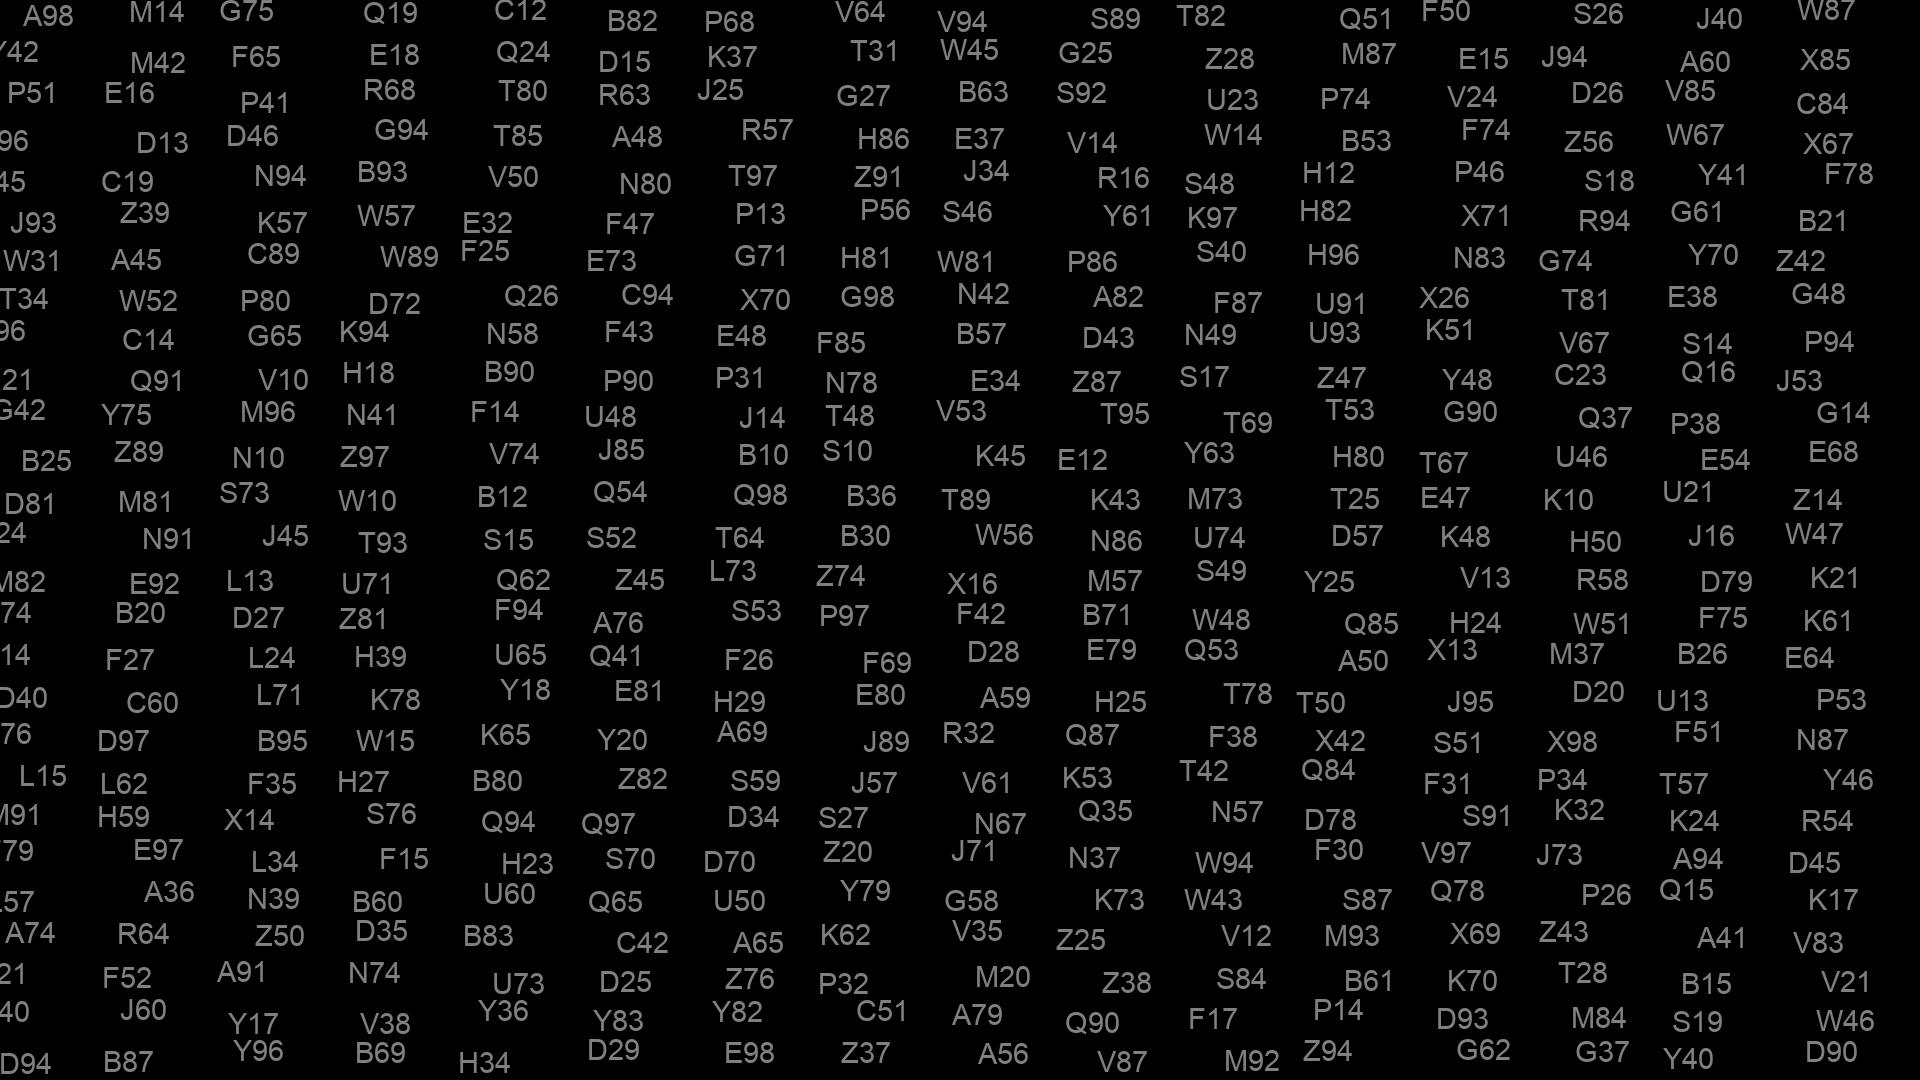 A98 M14 G75 Q19 C12 B82 P68 V64 V94 S89 T82 Q51 F50 S26 J40 W87
Y42 M42 F65 E18 Q24 D15 K37 T31 W45 G25 Z28 M87 E15 J94 A60 X85
P51 E16 P41 R68 T80 R63 J25 G27 B63 S92 U23 P74 V24 D26 V85 C84
96 D13 D46 G94 T85 A48 R57 H86 E37 V14 W14 B53 F74 Z56 W67 X67
45 C19 N94 B93 V50 N80 T97 Z91 J34 R16 S48 H12 P46 S18 Y41 F78
J93 Z39 K57 W57 E32 F47 P13 P56 S46 Y61 K97 H82 X71 R94 G61 B21
W31 A45 C89 W89 F25 E73 G71 H81 W81 P86 S40 H96 N83 G74 Y70 Z42
T34 W52 P80 D72 Q26 C94 X70 G98 N42 A82 F87 U91 X26 T81 E38 G48
96 C14 G65 K94 N58 F43 E48 F85 B57 D43 N49 U93 K51 V67 S14 P94
21 Q91 V10 H18 B90 P90 P31 N78 E34 Z87 S17 Z47 Y48 C23 Q16 J53
G42 Y75 M96 N41 F14 U48 J14 T48 V53 T95 T69 T53 G90 Q37 P38 G14
B25 Z89 N10 Z97 V74 J85 B10 S10 K45 E12 Y63 H80 T67 U46 E54 E68
D81 M81 S73 W10 B12 Q54 Q98 B36 T89 K43 M73 T25 E47 K10 U21 Z14
24 N91 J45 T93 S15 S52 T64 B30 W56 N86 U74 D57 K48 H50 J16 W47
M82 E92 L13 U71 Q62 Z45 L73 Z74 X16 M57 S49 Y25 V13 R58 D79 K21
74 B20 D27 Z81 F94 A76 S53 P97 F42 B71 W48 Q85 H24 W51 F75 K61
14 F27 L24 H39 U65 Q41 F26 F69 D28 E79 Q53 A50 X13 M37 B26 E64
D40 C60 L71 K78 Y18 E81 H29 E80 A59 H25 T78 T50 J95 D20 U13 P53
76 D97 B95 W15 K65 Y20 A69 J89 R32 Q87 F38 X42 S51 X98 F51 N87
L15 L62 F35 H27 B80 Z82 S59 J57 V61 K53 T42 Q84 F31 P34 T57 Y46
M91 H59 X14 S76 Q94 Q97 D34 S27 N67 Q35 N57 D78 S91 K32 K24 R54
79 E97 L34 F15 H23 S70 D70 Z20 J71 N37 W94 F30 V97 J73 A94 D45
57 A36 N39 B60 U60 Q65 U50 Y79 G58 K73 W43 S87 Q78 P26 Q15 K17
A74 R64 Z50 D35 B83 C42 A65 K62 V35 Z25 V12 M93 X69 Z43 A41 V83
21 F52 A91 N74 U73 D25 Z76 P32 M20 Z38 S84 B61 K70 T28 B15 V21
40 J60 Y17 V38 Y36 Y83 Y82 C51 A79 Q90 F17 P14 D93 M84 S19 W46
D94 B87 Y96 B69 H34 D29 E98 Z37 A56 V87 M92 Z94 G62 G37 Y40 D90